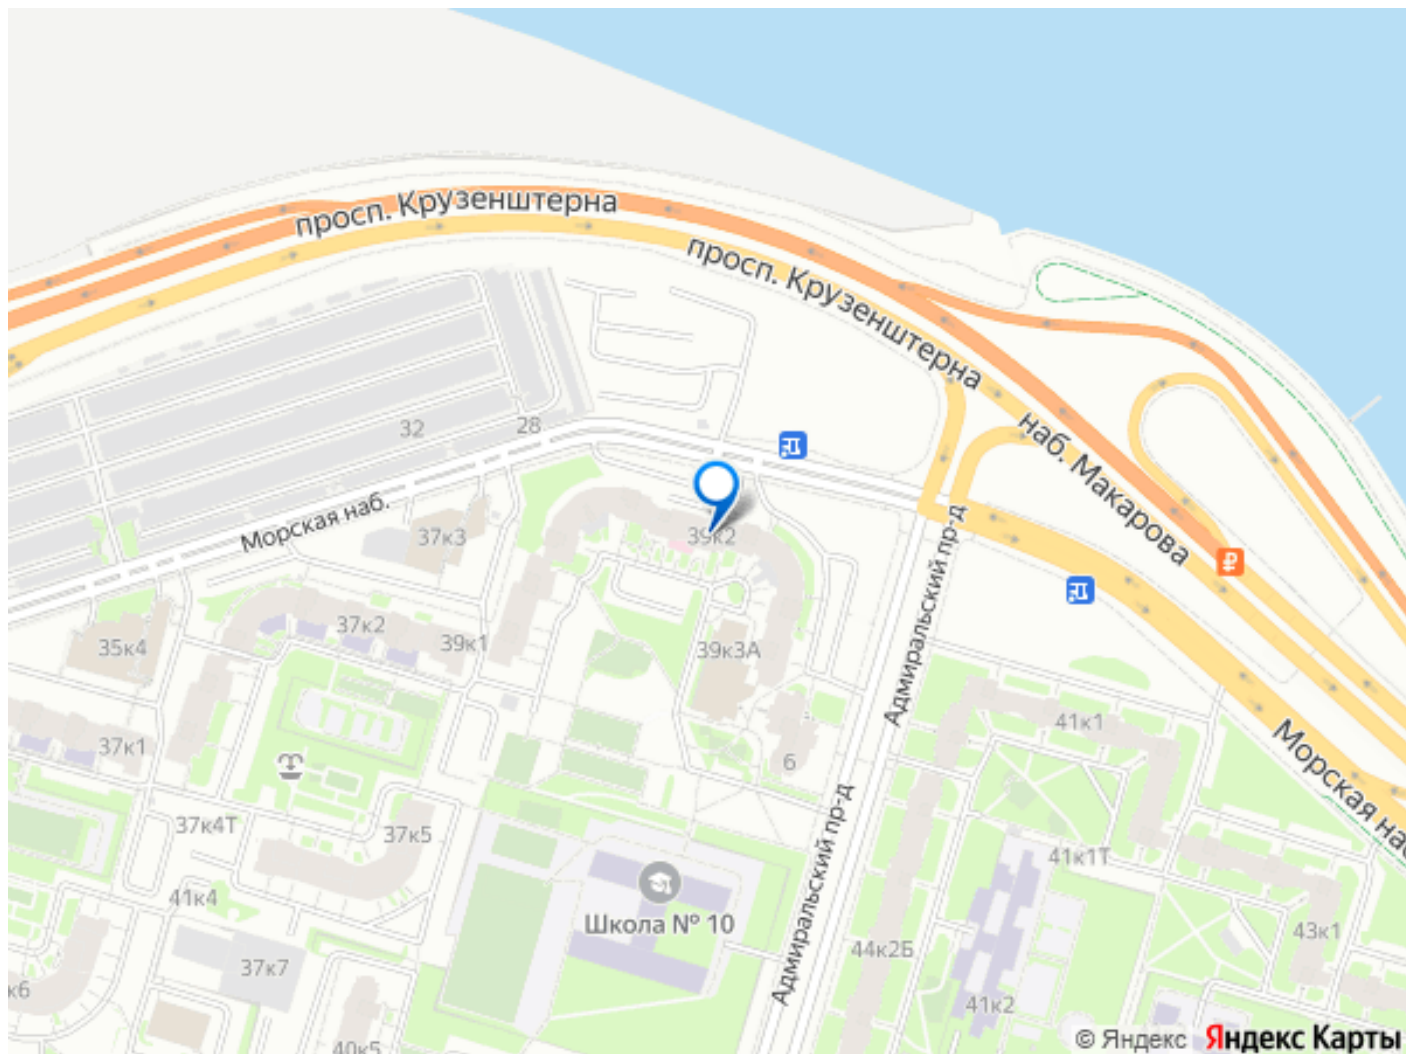 просп. Крузенштерна
просп. Крузенштерна
наб. Макарова
32
28
Морская наб.
37к3
39к2
Адмиральский пр-д
37к2
39к1
35к4
39к3А
41к1
37к1
6
Морская наб
37к4Т
37к5
Адмиральский пр-д
41к1Т
41к4
Школа № 10
43к1
44к2Б
37к7
к6
41к2
40к5
© Яндекс Яндекс Карты